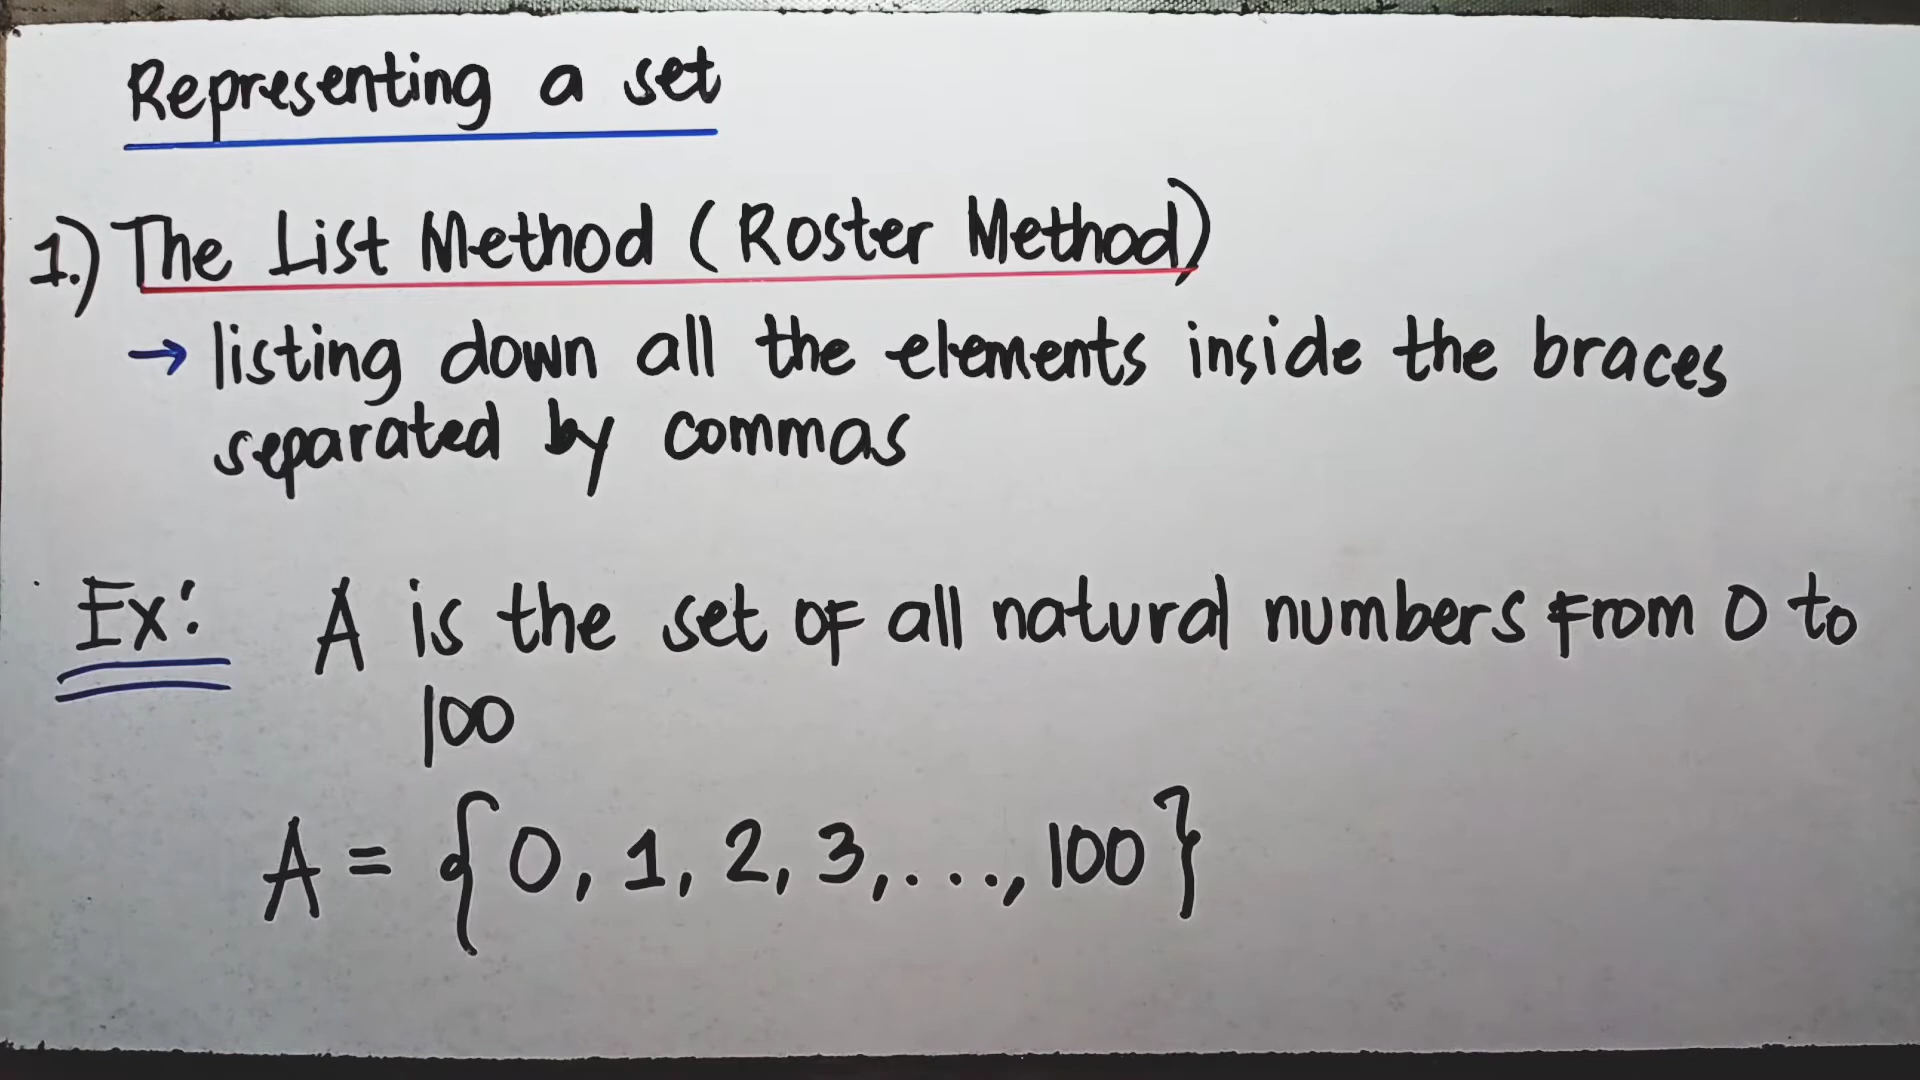 Representing a set
1.) The List Method (Roster Method)
→ listing down all the elements inside the braces
separated by commas
Ex: A is the set of all natural numbers from 0 to
100
A = {0, 1, 2, 3, ..., 100}